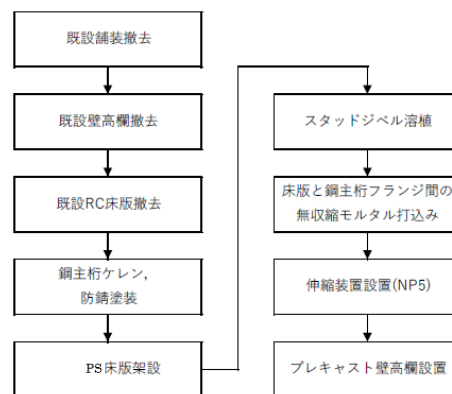 既設舗装撤去
既設壁高欄撤去
既設RC床版撤去
鋼主桁ケレン,
防錆塗装
PS床版架設
スタッドジベル溶植
床版と鋼主桁フランジ間の
無収縮モルタル打込み
伸縮装置設置(NP5)
プレキャスト壁高欄設置